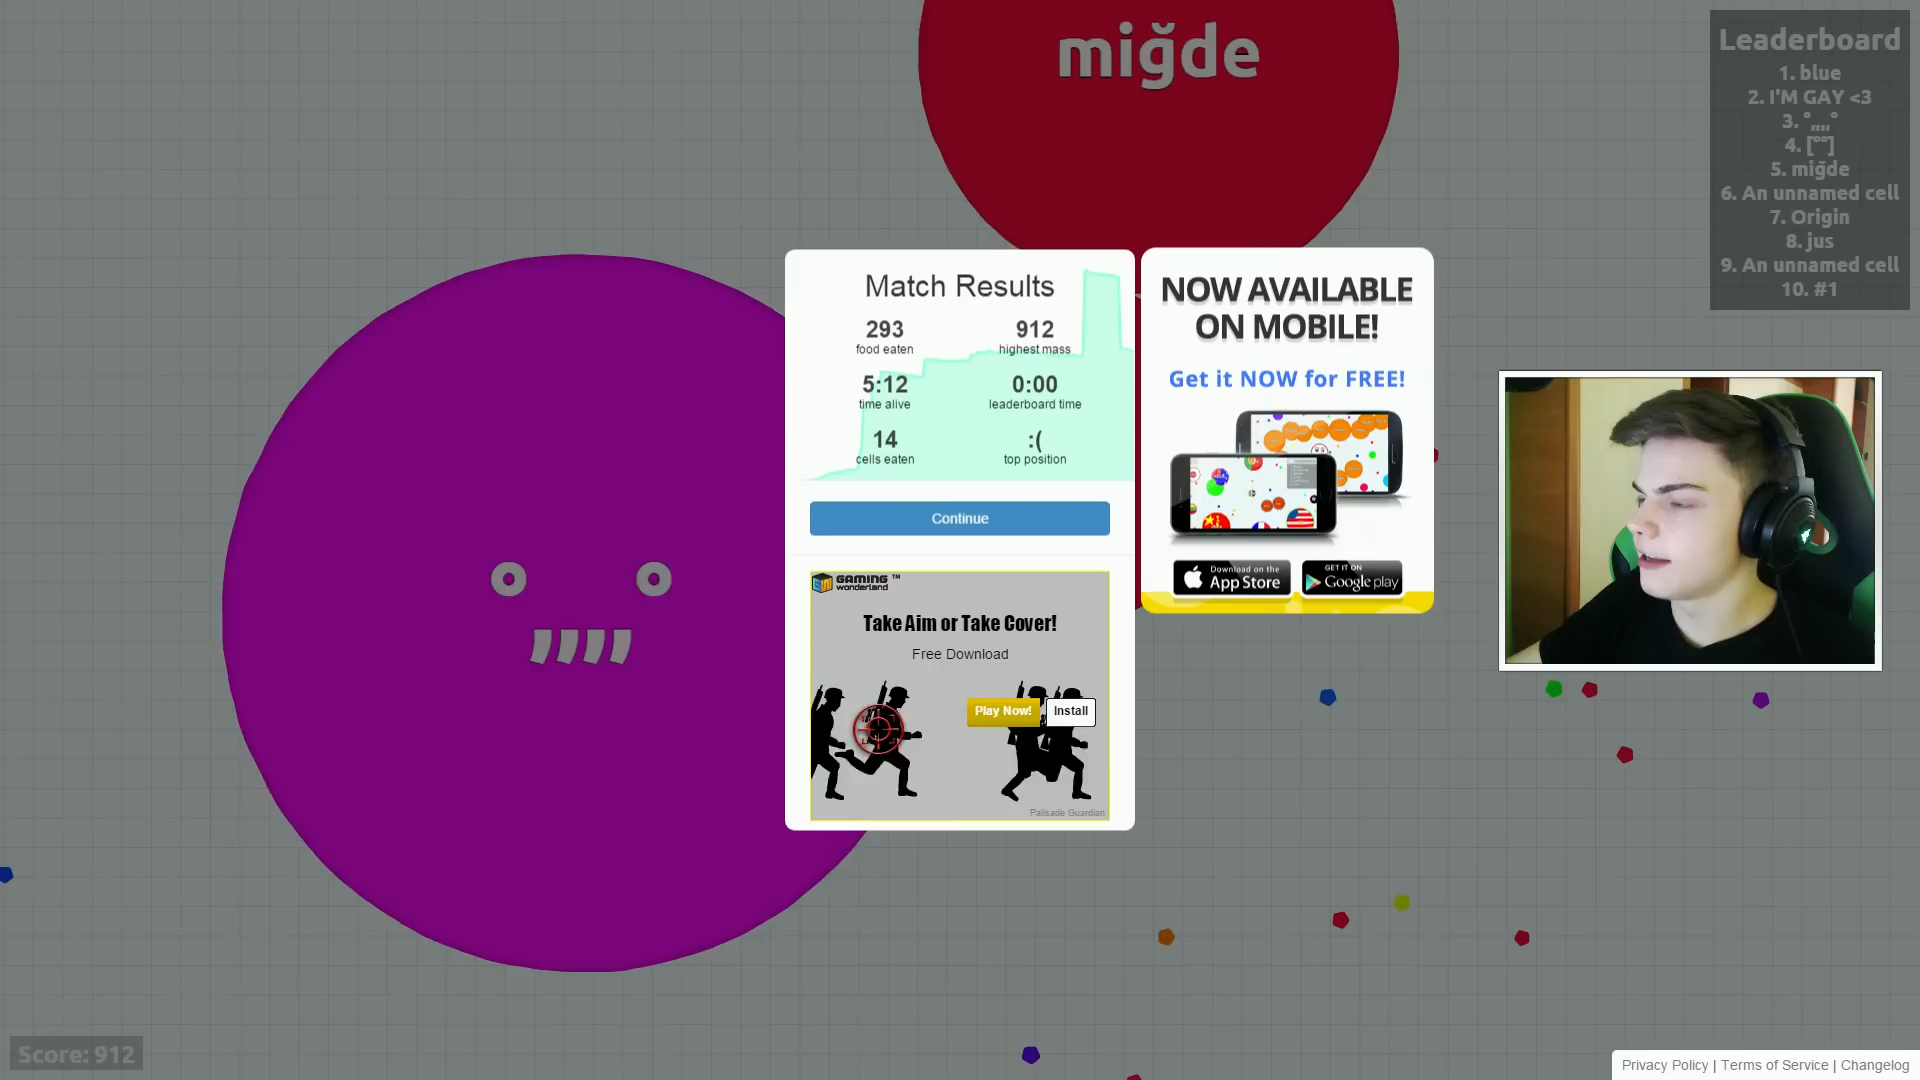 miğde
Leaderboard
1. blue
2. I'M GAY <3
3. °,,,,°
4. [°°]
5. miğde
6. An unnamed cell
7. Origin
8. jus
9. An unnamed cell
10. #1
°,,,,°
Match Results
293
food eaten
912
highest mass
5:12
time alive
0:00
leaderboard time
14
cells eaten
:(
top position
Continue
GAMING wonderland ™
Take Aim or Take Cover!
Free Download
Play Now!
Install
Palisade Guardian
NOW AVAILABLE
ON MOBILE!
Get it NOW for FREE!
Download on the
App Store
GET IT ON
Google play
Score: 912
Privacy Policy | Terms of Service | Changelog